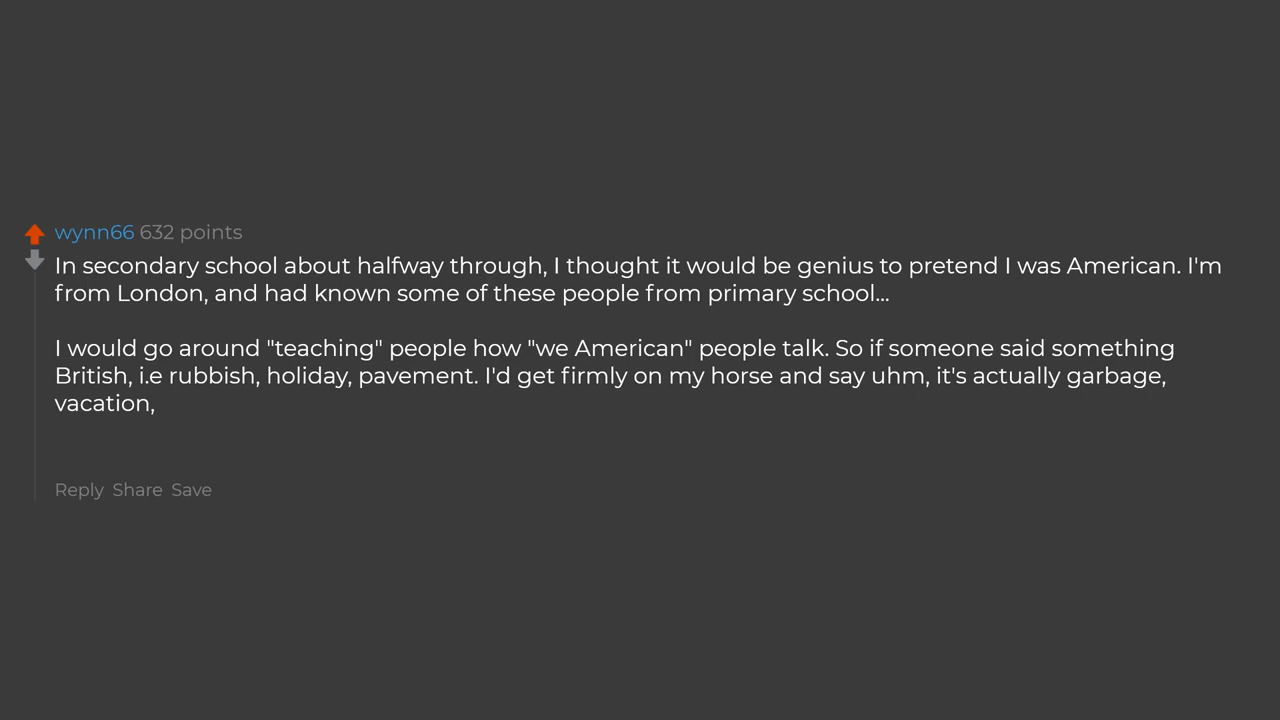 wynn66 632 points
In secondary school about halfway through, I thought it would be genius to pretend I was American. I'm
from London, and had known some of these people from primary school...
I would go around "teaching" people how "we American" people talk. So if someone said something
British, i.e rubbish, holiday, pavement. I'd get firmly on my horse and say uhm, it's actually garbage,
vacation,
Reply Share Save